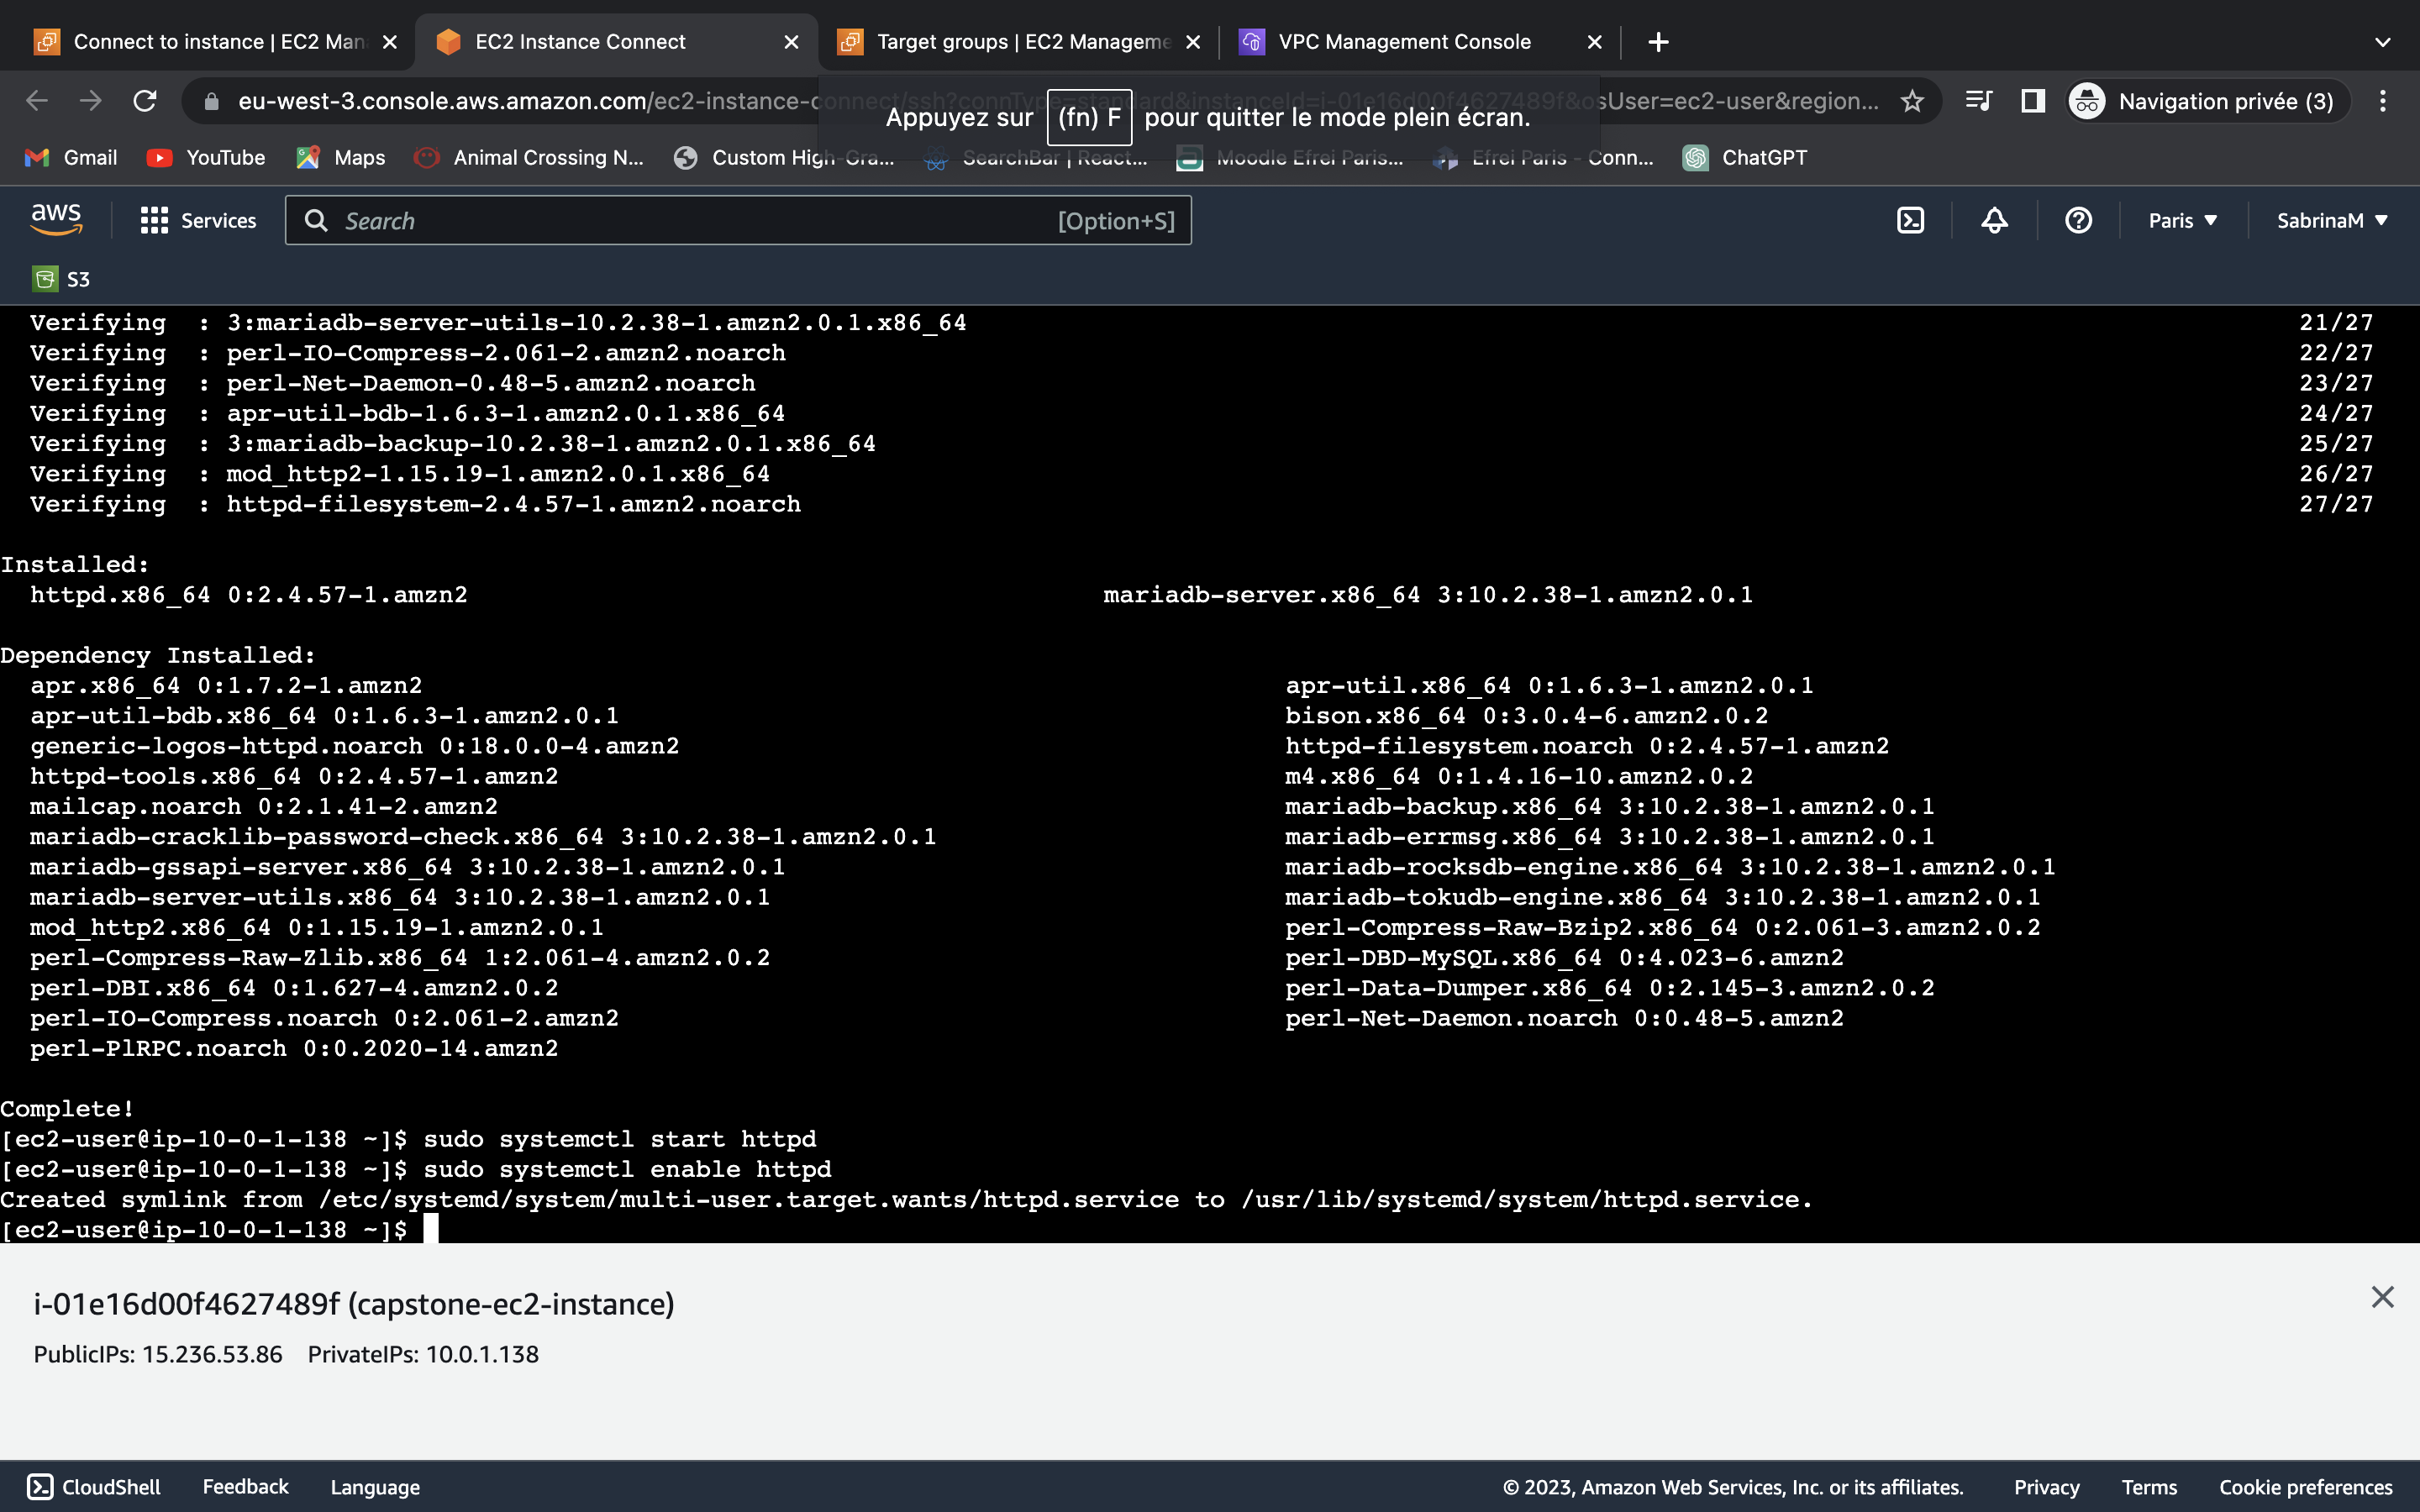 Connect to instance | EC2 Man
EC2 Instance Connect
Target groups | EC2 Manageme
VPC Management Console
eu-west-3.console.aws.amazon.com/ec2-instance-connect/ssh?connType=standard&instanceId=i-01e16d00f4627489f&osUser=ec2-user&region...
Navigation privée (3)
Appuyez sur (fn) F pour quitter le mode plein écran.
Gmail
YouTube
Maps
Animal Crossing N...
Custom High-Gra...
SearchBar | React...
Moodle Efrei Paris...
Efrei Paris - Conn...
ChatGPT
aws
Services
Search
[Option+S]
Paris
SabrinaM
S3
Verifying : 3:mariadb-server-utils-10.2.38-1.amzn2.0.1.x86_64 21/27
Verifying : perl-IO-Compress-2.061-2.amzn2.noarch 22/27
Verifying : perl-Net-Daemon-0.48-5.amzn2.noarch 23/27
Verifying : apr-util-bdb-1.6.3-1.amzn2.0.1.x86_64 24/27
Verifying : 3:mariadb-backup-10.2.38-1.amzn2.0.1.x86_64 25/27
Verifying : mod_http2-1.15.19-1.amzn2.0.1.x86_64 26/27
Verifying : httpd-filesystem-2.4.57-1.amzn2.noarch 27/27
Installed:
httpd.x86_64 0:2.4.57-1.amzn2 mariadb-server.x86_64 3:10.2.38-1.amzn2.0.1
Dependency Installed:
apr.x86_64 0:1.7.2-1.amzn2 apr-util.x86_64 0:1.6.3-1.amzn2.0.1
apr-util-bdb.x86_64 0:1.6.3-1.amzn2.0.1 bison.x86_64 0:3.0.4-6.amzn2.0.2
generic-logos-httpd.noarch 0:18.0.0-4.amzn2 httpd-filesystem.noarch 0:2.4.57-1.amzn2
httpd-tools.x86_64 0:2.4.57-1.amzn2 m4.x86_64 0:1.4.16-10.amzn2.0.2
mailcap.noarch 0:2.1.41-2.amzn2 mariadb-backup.x86_64 3:10.2.38-1.amzn2.0.1
mariadb-cracklib-password-check.x86_64 3:10.2.38-1.amzn2.0.1 mariadb-errmsg.x86_64 3:10.2.38-1.amzn2.0.1
mariadb-gssapi-server.x86_64 3:10.2.38-1.amzn2.0.1 mariadb-rocksdb-engine.x86_64 3:10.2.38-1.amzn2.0.1
mariadb-server-utils.x86_64 3:10.2.38-1.amzn2.0.1 mariadb-tokudb-engine.x86_64 3:10.2.38-1.amzn2.0.1
mod_http2.x86_64 0:1.15.19-1.amzn2.0.1 perl-Compress-Raw-Bzip2.x86_64 0:2.061-3.amzn2.0.2
perl-Compress-Raw-Zlib.x86_64 1:2.061-4.amzn2.0.2 perl-DBD-MySQL.x86_64 0:4.023-6.amzn2
perl-DBI.x86_64 0:1.627-4.amzn2.0.2 perl-Data-Dumper.x86_64 0:2.145-3.amzn2.0.2
perl-IO-Compress.noarch 0:2.061-2.amzn2 perl-Net-Daemon.noarch 0:0.48-5.amzn2
perl-PlRPC.noarch 0:0.2020-14.amzn2
Complete!
[ec2-user@ip-10-0-1-138 ~]$ sudo systemctl start httpd
[ec2-user@ip-10-0-1-138 ~]$ sudo systemctl enable httpd
Created symlink from /etc/systemd/system/multi-user.target.wants/httpd.service to /usr/lib/systemd/system/httpd.service.
[ec2-user@ip-10-0-1-138 ~]$
i-01e16d00f4627489f (capstone-ec2-instance)
PublicIPs: 15.236.53.86 PrivateIPs: 10.0.1.138
CloudShell
Feedback
Language
© 2023, Amazon Web Services, Inc. or its affiliates.
Privacy
Terms
Cookie preferences